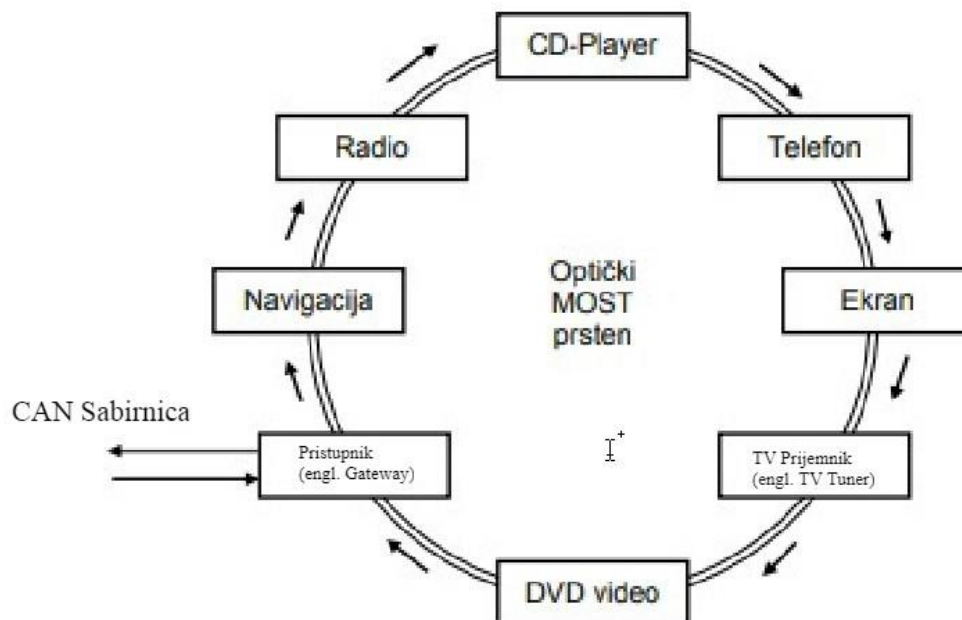 CD-Player
Radio
Telefon
Optički
MOST
prsten
Navigacija
Ekran
CAN Sabirnica
Pristupnik
(engl. Gateway)
TV Prijemnik
(engl. TV Tuner)
DVD video